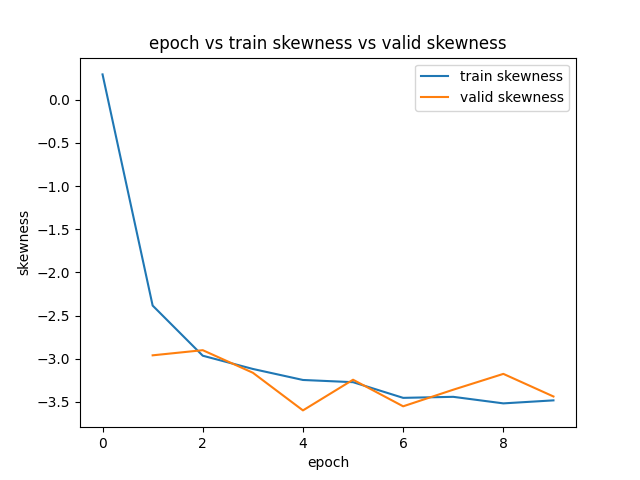 epoch vs train skewness vs valid skewness
train skewness
valid skewness
0.0
−0.5
−1.0
−1.5
−2.0
−2.5
−3.0
−3.5
skewness
0 2 4 6 8
epoch